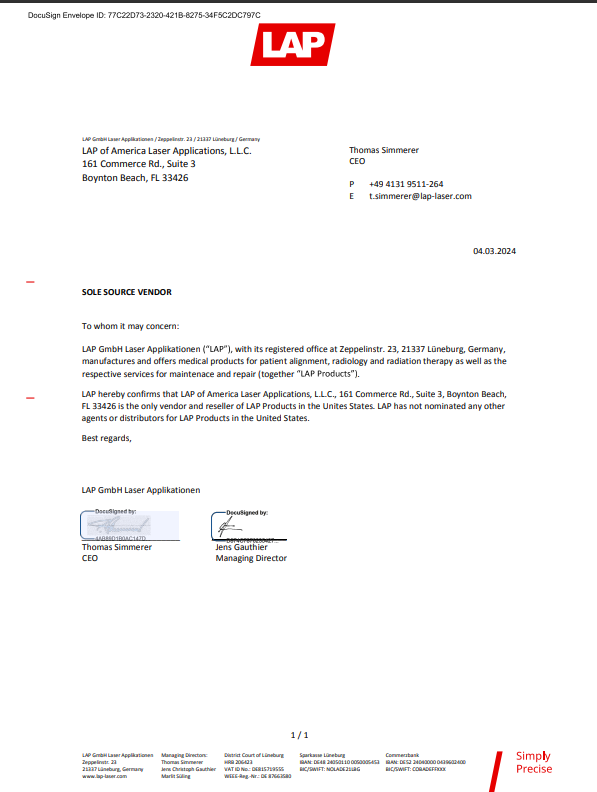 DocuSign Envelope ID: 77C22D73-2320-421B-8275-34F5C2DC797C
LAP
LAP GmbH Laser Applikationen / Zeppelinstr. 23 / 21337 Lüneburg / Germany
LAP of America Laser Applications, L.L.C.
161 Commerce Rd., Suite 3
Boynton Beach, FL 33426
Thomas Simmerer
CEO
P +49 4131 9511-264
E t.simmerer@lap-laser.com
04.03.2024
SOLE SOURCE VENDOR
To whom it may concern:
LAP GmbH Laser Applikationen (“LAP”), with its registered office at Zeppelinstr. 23, 21337 Lüneburg, Germany,
manufactures and offers medical products for patient alignment, radiology and radiation therapy as well as the
respective services for maintenace and repair (together “LAP Products”).
LAP hereby confirms that LAP of America Laser Applications, L.L.C., 161 Commerce Rd., Suite 3, Boynton Beach,
FL 33426 is the only vendor and reseller of LAP Products in the Unites States. LAP has not nominated any other
agents or distributors for LAP Products in the United States.
Best regards,
LAP GmbH Laser Applikationen
DocuSigned by:
DocuSigned by:
Thomas Simmerer
CEO
Jens Gauthier
Managing Director
1 / 1
LAP GmbH Laser Applikationen
Zeppelinstr. 23
21337 Lüneburg, Germany
www.lap-laser.com
Managing Directors:
Thomas Simmerer
Jens Christoph Gauthier
Marlit Süling
District Court of Lüneburg
HRB 206423
VAT ID No.: DE815719555
WEEE-Reg.-Nr.: DE 87663580
Sparkasse Lüneburg
IBAN: DE48 24050110 0050005453
BIC/SWIFT: NOLADE21LBG
Commerzbank
IBAN: DE52 24040000 0439602400
BIC/SWIFT: COBADEFFXXX
Simply
Precise